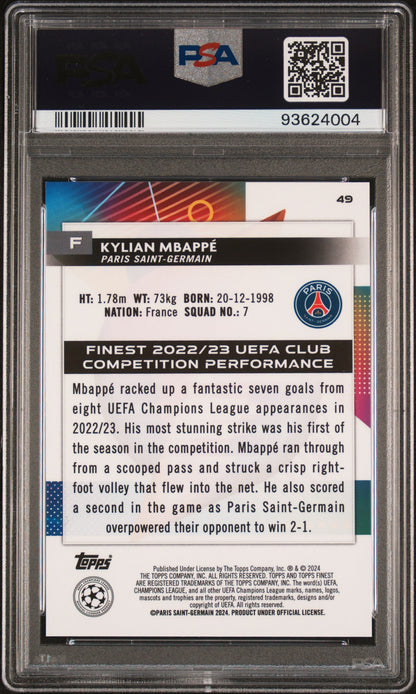 PSA
PSA
93624004
49
F
KYLIAN MBAPPÉ
PARIS SAINT-GERMAIN
HT: 1.78m WT: 73kg BORN: 20-12-1998
NATION: France SQUAD NO.: 7
PARIS
SAINT-GERMAIN
FINEST 2022/23 UEFA CLUB
COMPETITION PERFORMANCE
Mbappé racked up a fantastic seven goals from
eight UEFA Champions League appearances in
2022/23. His most stunning strike was his first of
the season in the competition. Mbappé ran through
from a scooped pass and struck a crisp right-
foot volley that flew into the net. He also scored
a second in the game as Paris Saint-Germain
overpowered their opponent to win 2-1.
Topps
Published Under License by The Topps Company, Inc. ® & © 2024
THE TOPPS COMPANY, INC. ALL RIGHTS RESERVED. TOPPS AND TOPPS FINEST
ARE REGISTERED TRADEMARKS OF THE TOPPS COMPANY, INC. The word(s) UEFA,
CHAMPIONS LEAGUE, and all other UEFA Champions League marks, names, logos,
mascots and trophies are the property, registered trademarks, designs and/or
copyright of UEFA. All rights reserved.
©PARIS SAINT-GERMAIN 2024. PRODUCT UNDER OFFICIAL LICENSE.